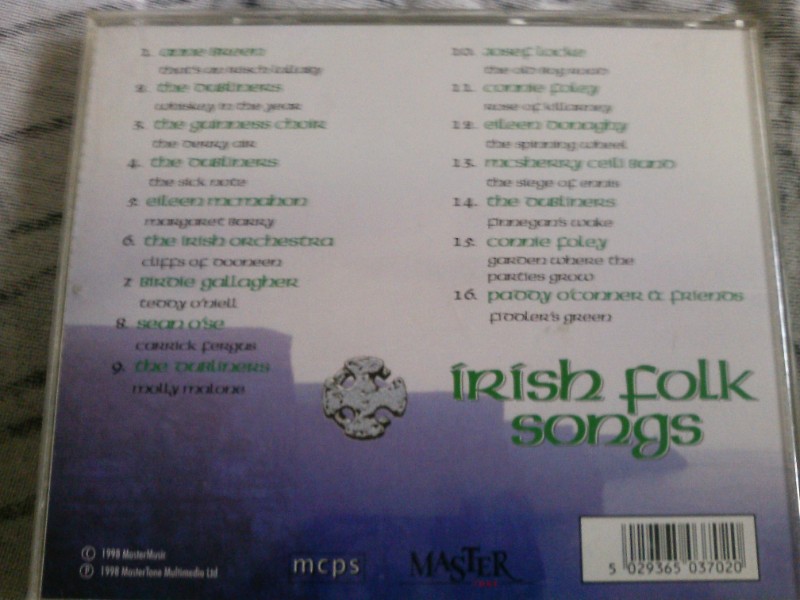 1. Anne Breen
that's an Irish lullaby
2. the Dubliners
whiskey in the jar
3. the Guinness choir
the Derry air
4. the Dubliners
the sick note
5. Eileen McMahon
Margaret Barry
6. the Irish orchestra
cliffs of Dooneen
7 Birdie Gallagher
teddy o'niell
8. Sean O'Se
carrick fergus
9. the Dubliners
molly malone
10. Josef Locke
the old bog road
11. Connie Foley
rose of Killarney
12. Eileen Donaghy
the spinning wheel
13. McSherry Ceili Band
the siege of Ennis
14. the Dubliners
Finnegan's wake
15. Connie Foley
garden where the
parties grow
16. Paddy O'Conner & friends
fiddler's green
irish folk
songs
© 1998 MasterMusic
℗ 1998 MasterTone Multimedia Ltd
mcps
MASTER
5 029365 037020